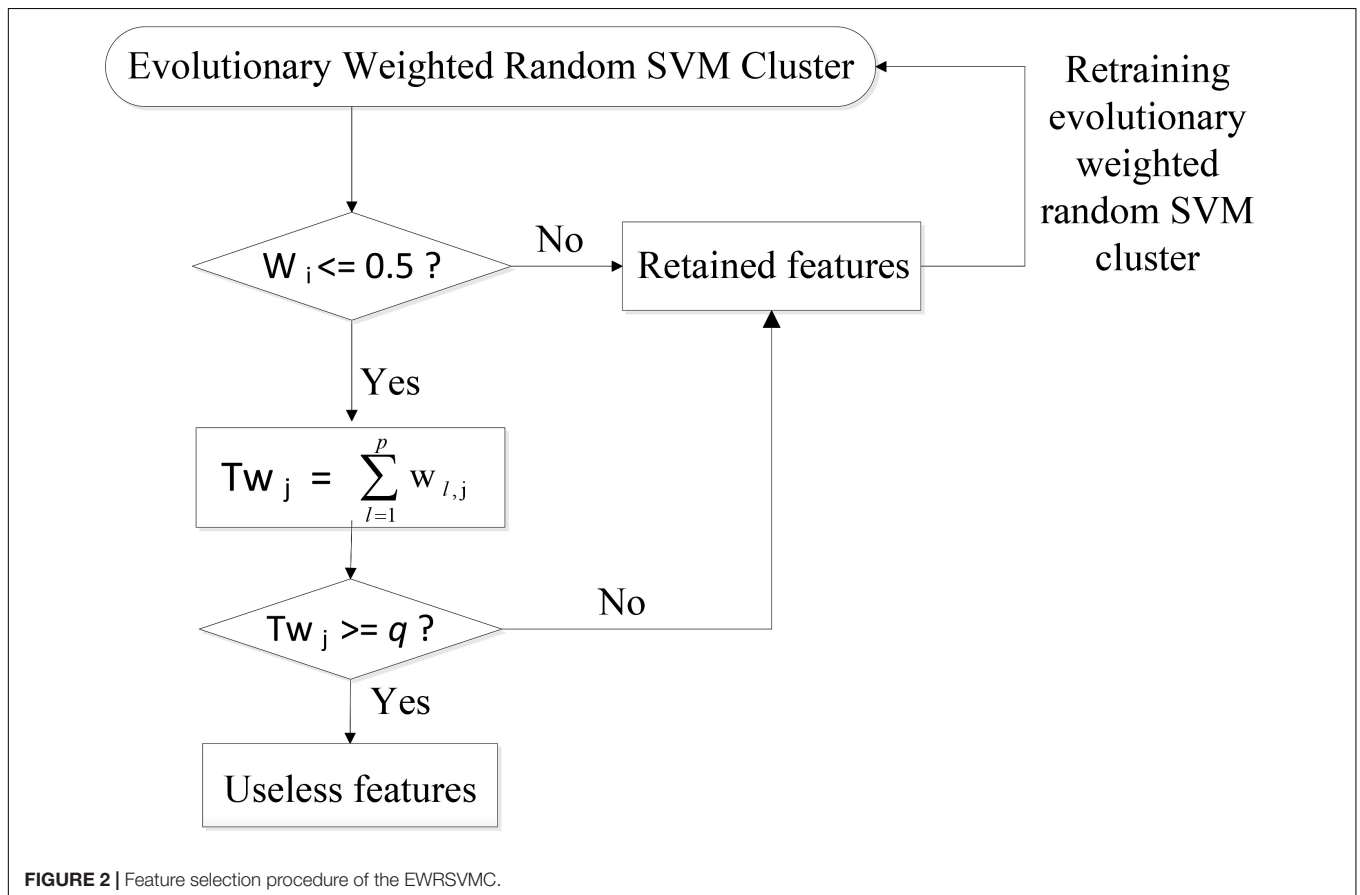 Evolutionary Weighted Random SVM Cluster
Retraining
evolutionary
weighted
random SVM
cluster
W i <= 0.5 ?
No
Retained features
Yes
Tw j = ∑ l=1 p w l,j
Tw j >= q ?
No
Yes
Useless features
FIGURE 2 | Feature selection procedure of the EWRSVMC.